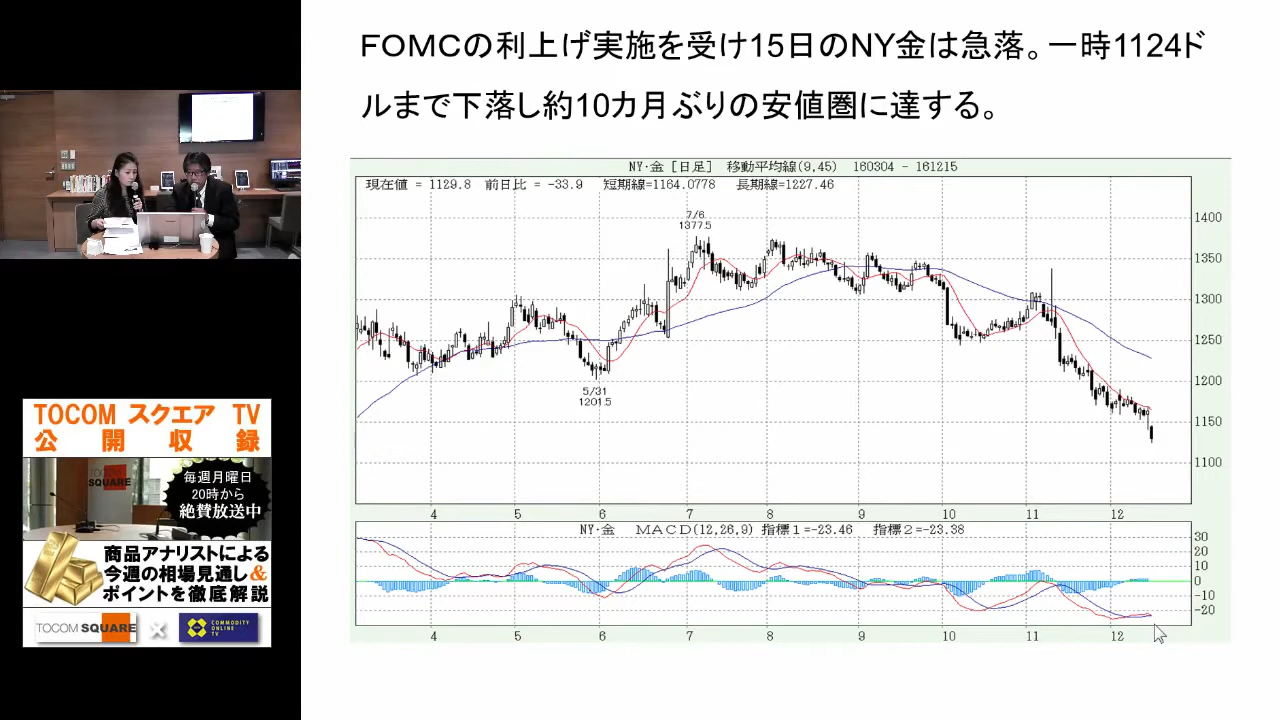 FOMCの利上げ実施を受け15日のNY金は急落。一時1124ド
ルまで下落し約10カ月ぶりの安値圏に達する。
NY・金 [日足] 移動平均線(9,45) 160304 - 161215
現在値 = 1129.8 前日比 = -33.9 短期線=1164.0778 長期線=1227.46
7/6
1377.5
5/31
1201.5
1400
1350
1300
1250
1200
1150
1100
4 5 6 7 8 9 10 11 12
NY・金 MACD(12,26,9) 指標1=-23.46 指標2=-23.38
30
20
10
0
-10
-20
4 5 6 7 8 9 10 11 12
TOCOM スクエア TV
公開収録
TOCOM
SQUARE
毎週月曜日
20時から
絶賛放送中
商品アナリストによる
今週の相場見通し&
ポイントを徹底解説
TOCOM SQUARE × COMMODITY
ONLINE
TV